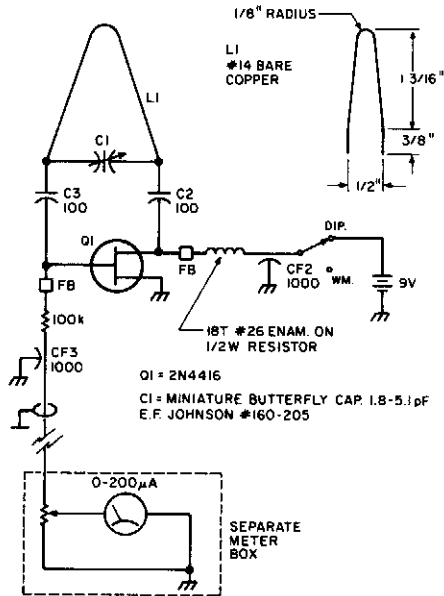 1/8" RADIUS
L1
#14 BARE
COPPER
1 3/16"
3/8"
1/2"
L1
C1
C3
100
C2
100
Q1
FB
FB
DIP.
CF2
1000
WM.
9V
100k
18T #26 ENAM. ON
1/2W RESISTOR
CF3
1000
Q1 = 2N4416
C1 = MINIATURE BUTTERFLY CAP. 1.8-5.1pF
E.F. JOHNSON #160-205
0-200µA
SEPARATE
METER
BOX